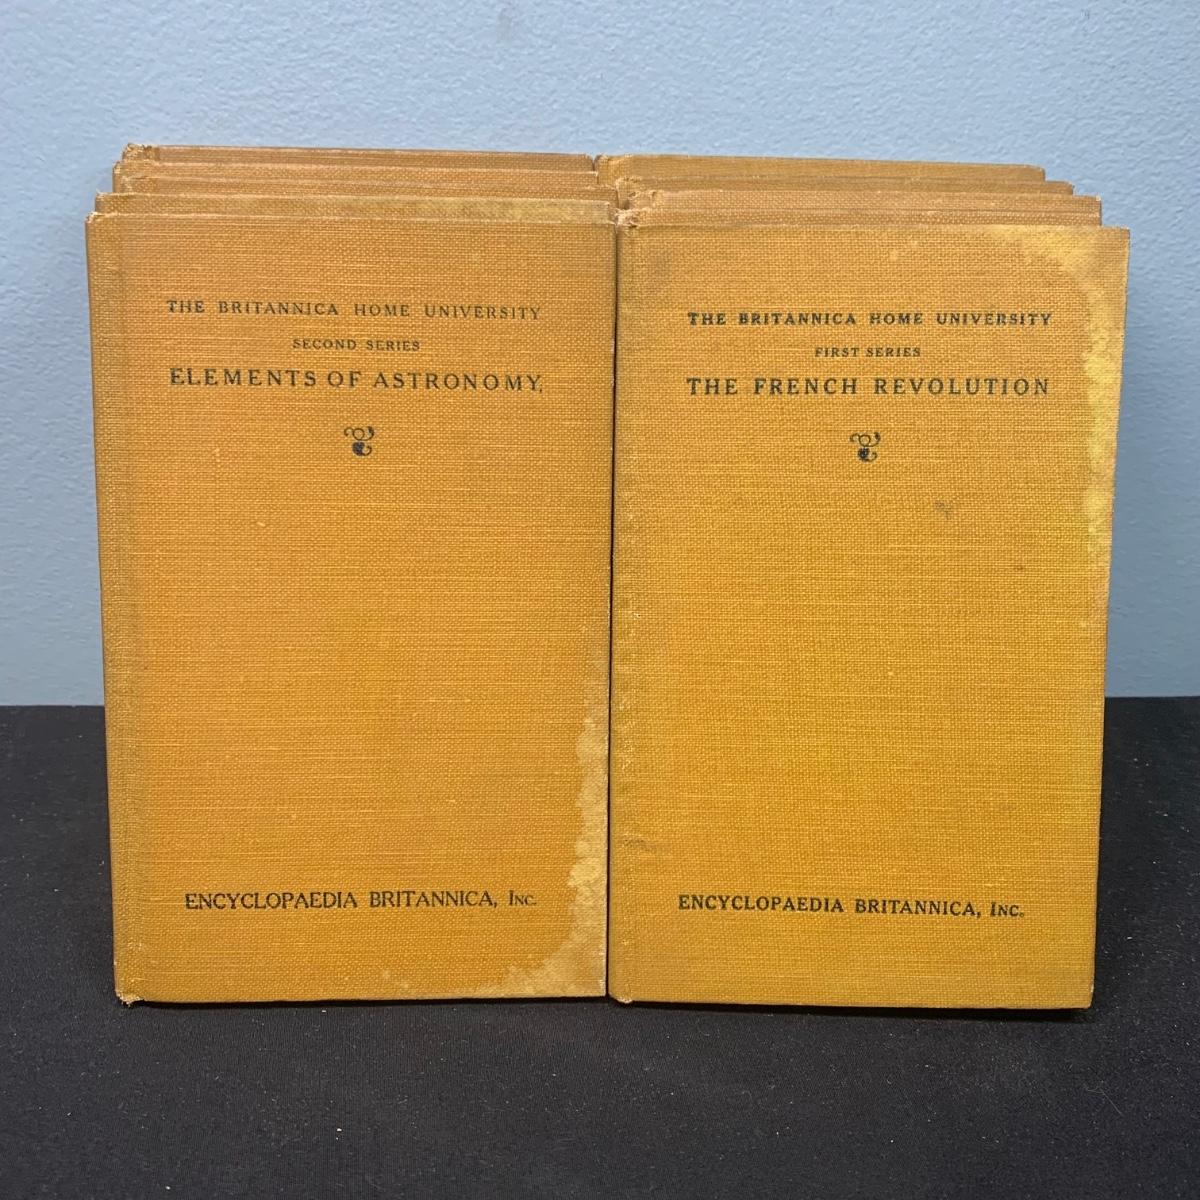 THE BRITANNICA HOME UNIVERSITY
SECOND SERIES
ELEMENTS OF ASTRONOMY,
ENCYCLOPAEDIA BRITANNICA, INC.
THE BRITANNICA HOME UNIVERSITY
FIRST SERIES
THE FRENCH REVOLUTION
ENCYCLOPAEDIA BRITANNICA, INC.